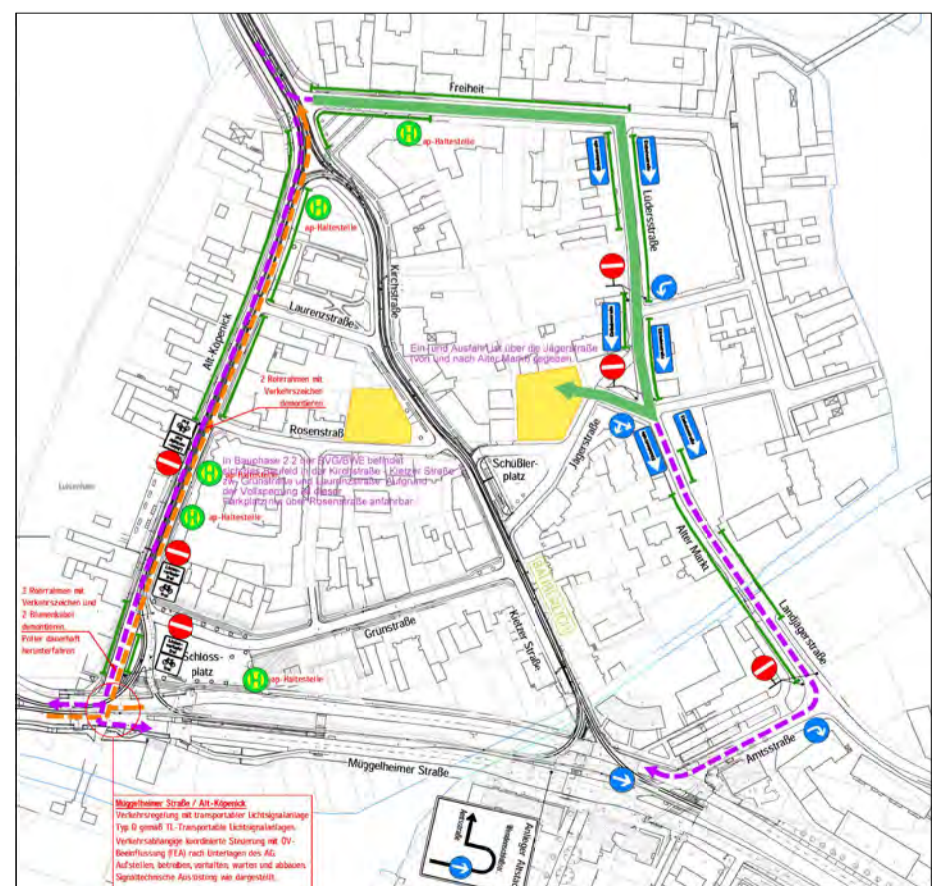 Freiheit
ap-Haltestelle
Lüdersstraße
ap-Haltestelle
Kirchstraße
Laurenzstraße
Alt-Köpenick
Ein- und Ausfahrt ist über die Jägerstraße
(von und nach Alter Markt) gegeben.
2 Rohrrahmen mit
Verkehrszeichen
demontieren.
Rosenstraß
Jägerstraße
Schüßler-
platz
In Bauphase 2.2 der BVG/BWE befindet
sich das Baufeld in der Kirchstraße - Kietzer Straße
zw. Grünstraße und Laurenzstraße. Aufgrund
der Vollsperrung ist dieser
Parkplatz nur über Rosenstraße anfahrbar
ap-Haltestelle
ap-Haltestelle
Alter Markt
Landjägerstraße
3 Rohrrahmen mit
Verkehrszeichen und
2 Blumenkübel
demontieren.
Poller dauerhaft
herunterfahren
Grünstraße
Kietzer Straße
Schloss-
platz
ap-Haltestelle
Amtsstraße
Müggelheimer Straße
Müggelheimer Straße / Alt-Köpenick
Verkehrsregelung mit transportabler Lichtsignalanlage
Typ D gemäß TL-Transportable Lichtsignalanlagen.
Verkehrsabhängige koordinierte Steuerung mit ÖV-
Beeinflussung (FEA) nach Unterlagen des AG.
Aufstellen, betreiben, vorhalten, warten und abbauen.
Signaltechnische Ausrüstung wie dargestellt.